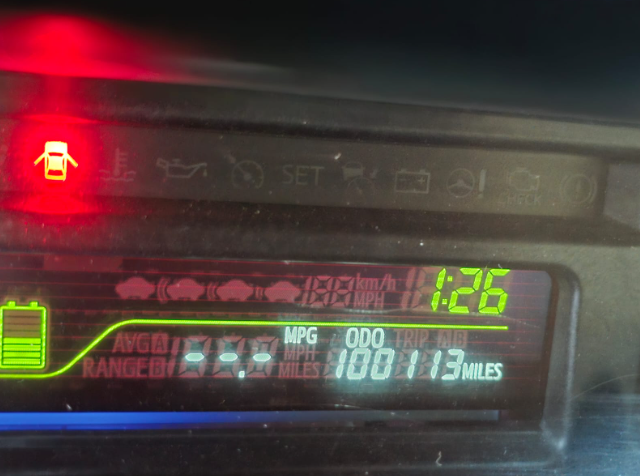 SET
CHECK
km/h 1:26
MPH
AVG A MPG ODO TRIP A B
MPH
RANGE B --.- MILES 100113 MILES